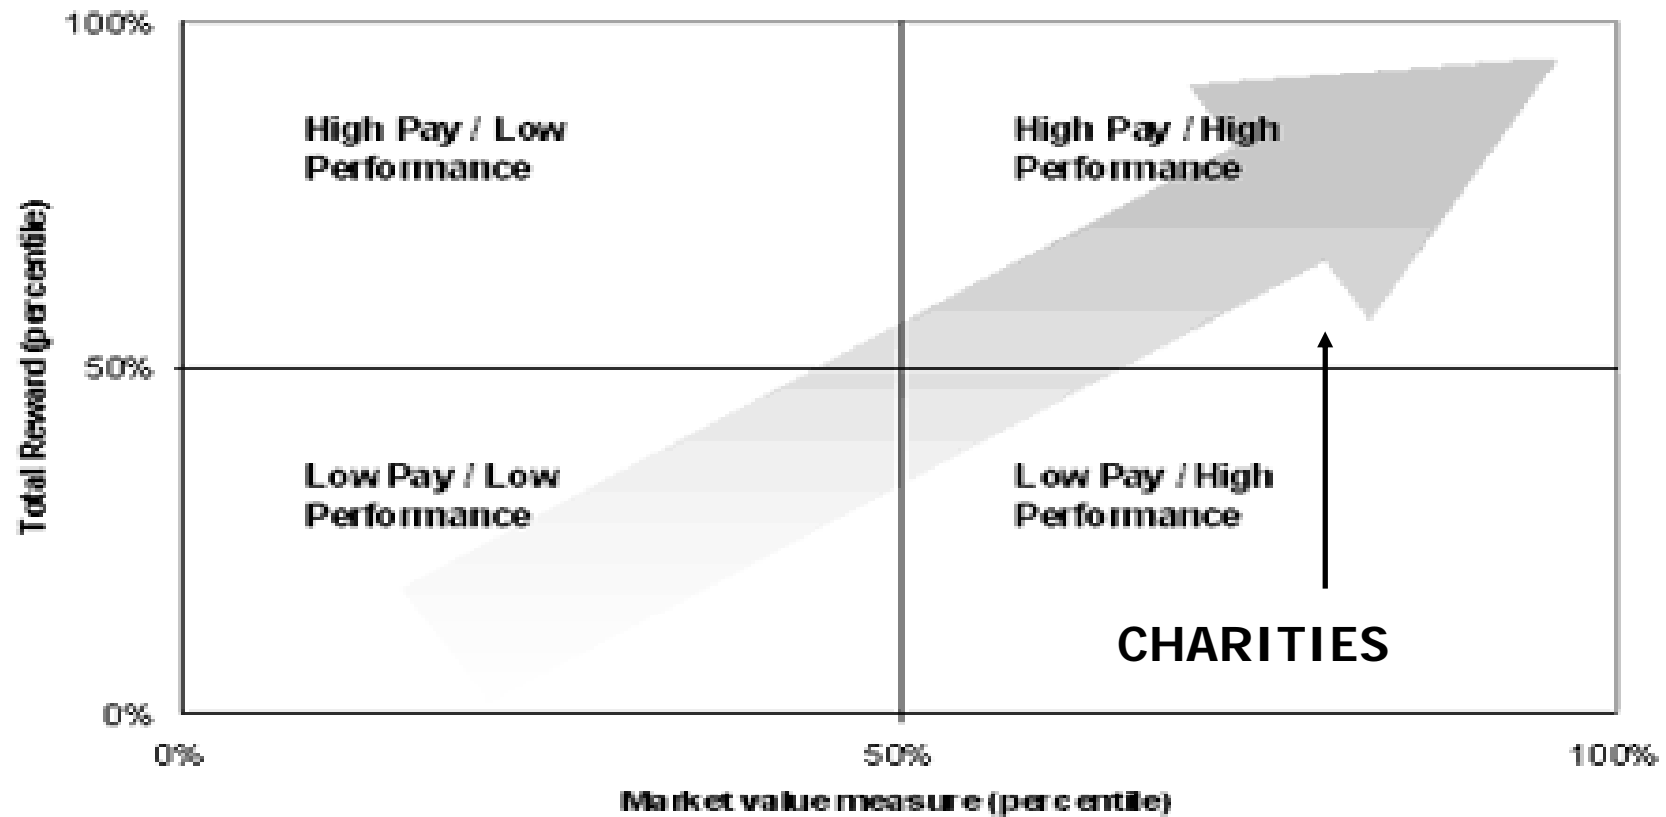 100%
High Pay / Low
Performance
High Pay / High
Performance
Total Reward (percentile)
50%
Low Pay / Low
Performance
Low Pay / High
Performance
CHARITIES
0%
0%
50%
100%
Market value measure (percentile)